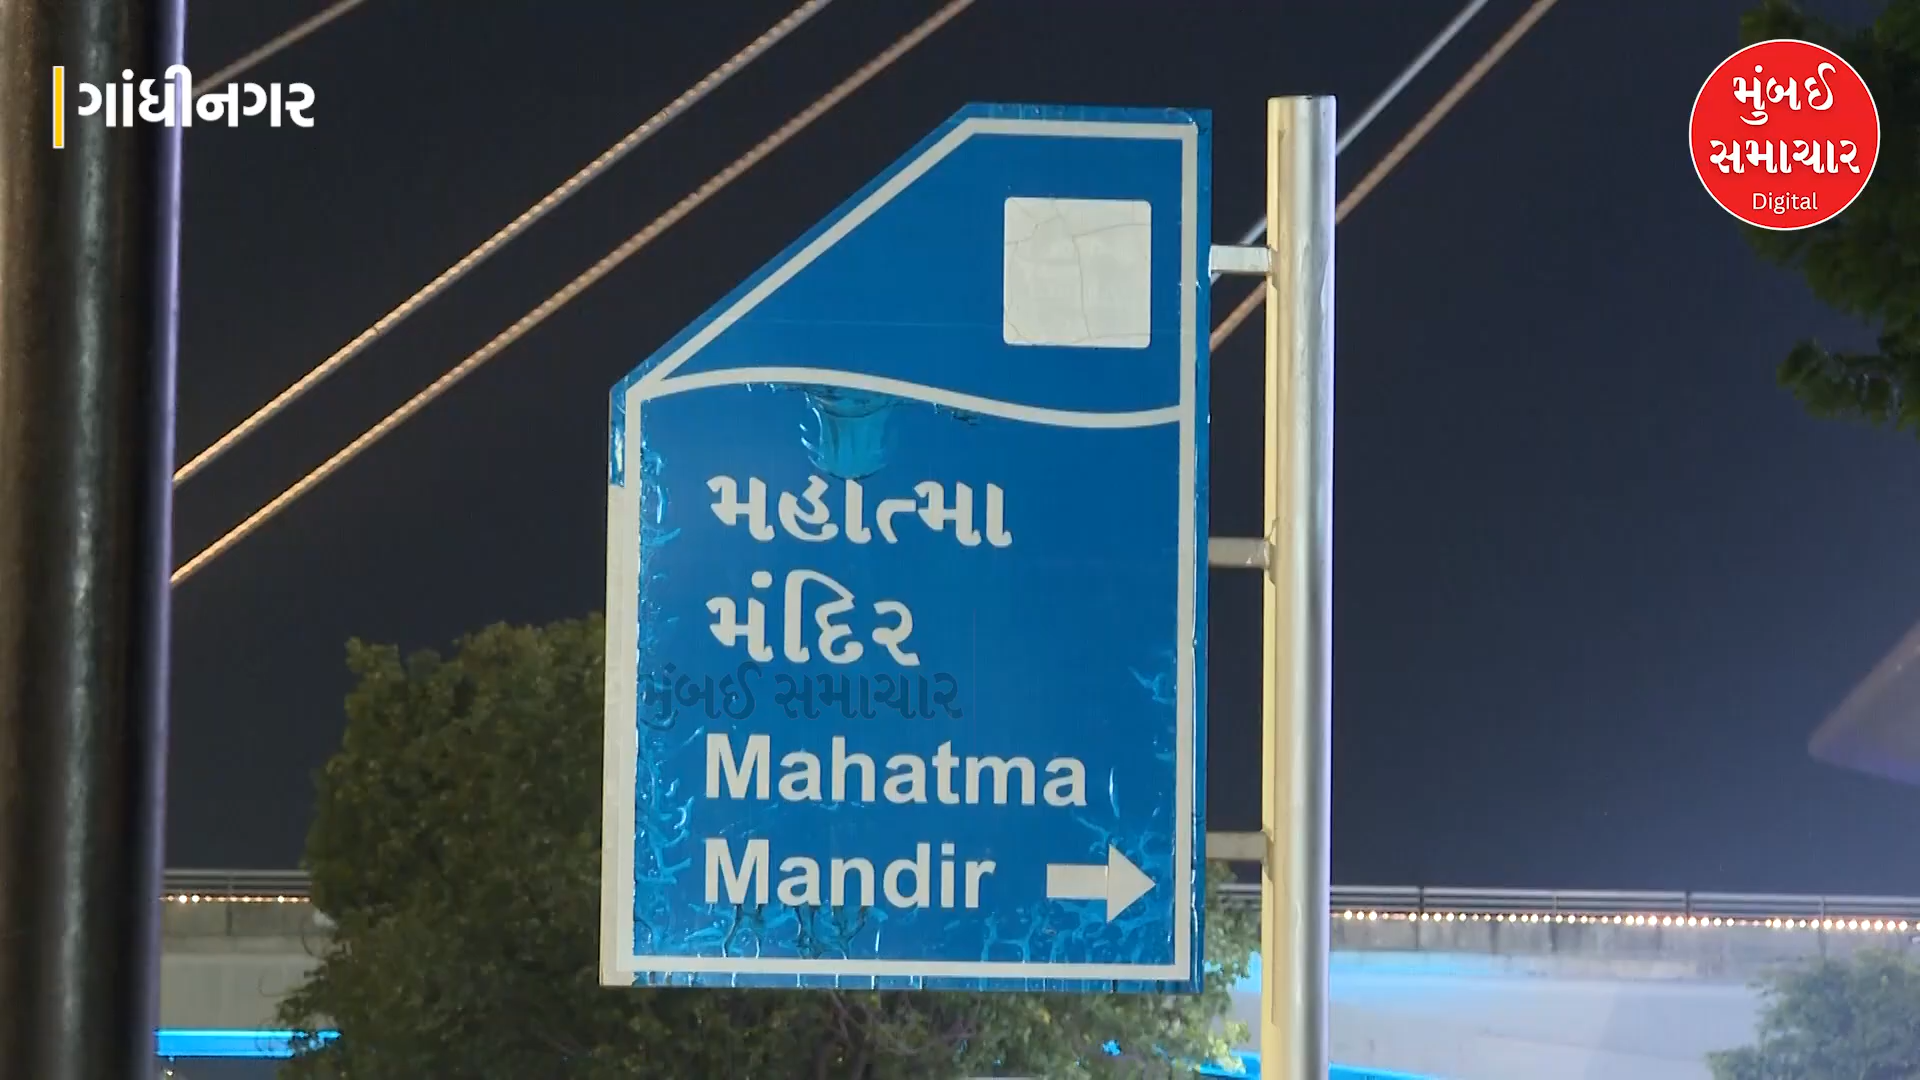 ગાંધીનગર
મુંબઈ
સમાચાર
Digital
મહાત્મા
મંદિર
મુંબઈ સમાચાર
Mahatma
Mandir